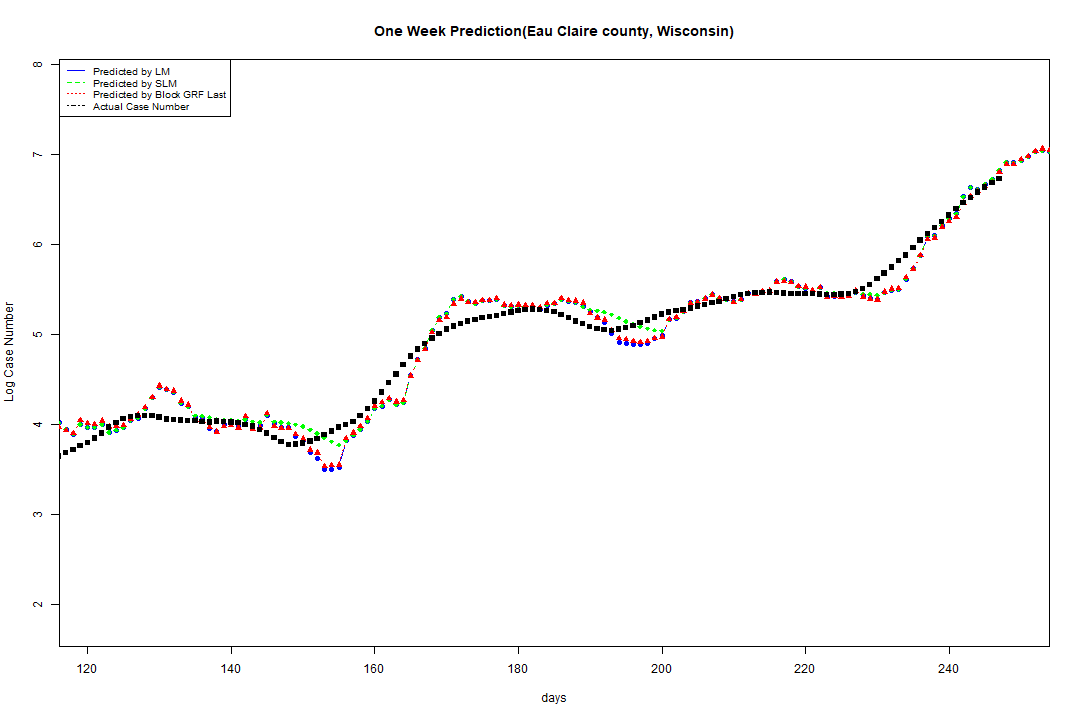 One Week Prediction(Eau Claire county, Wisconsin)
Predicted by LM
Predicted by SLM
Predicted by Block GRF Last
Actual Case Number
8
7
6
5
4
3
2
Log Case Number
120 140 160 180 200 220 240
days